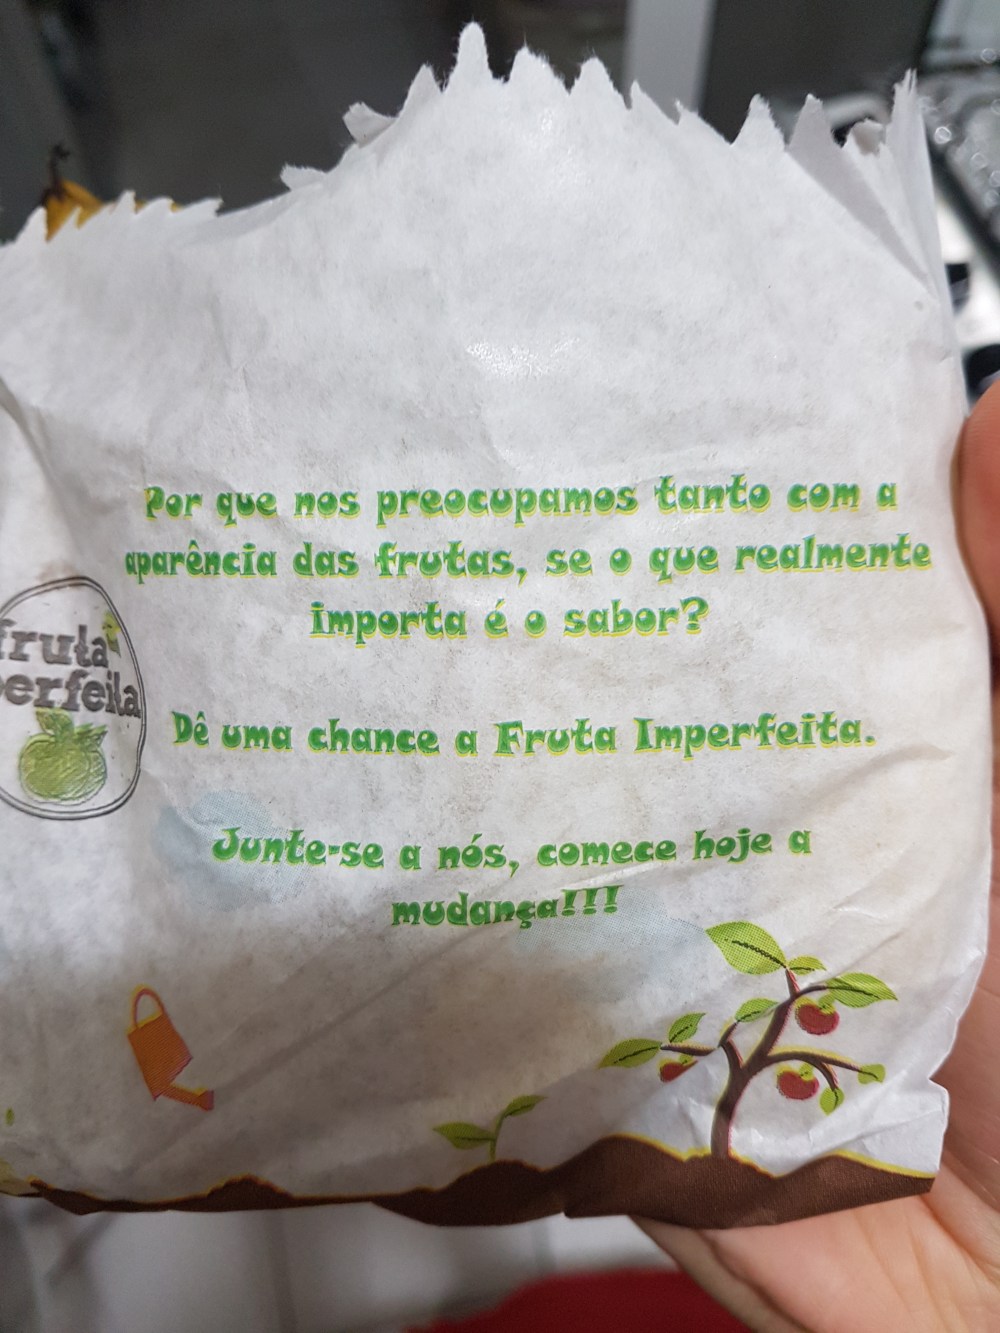 Por que nos preocupamos tanto com a
aparência das frutas, se o que realmente
importa é o sabor?
fruta
Dê uma chance a Fruta Imperfeita.
Junte-se a nós, comece hoje a
mudança!!!